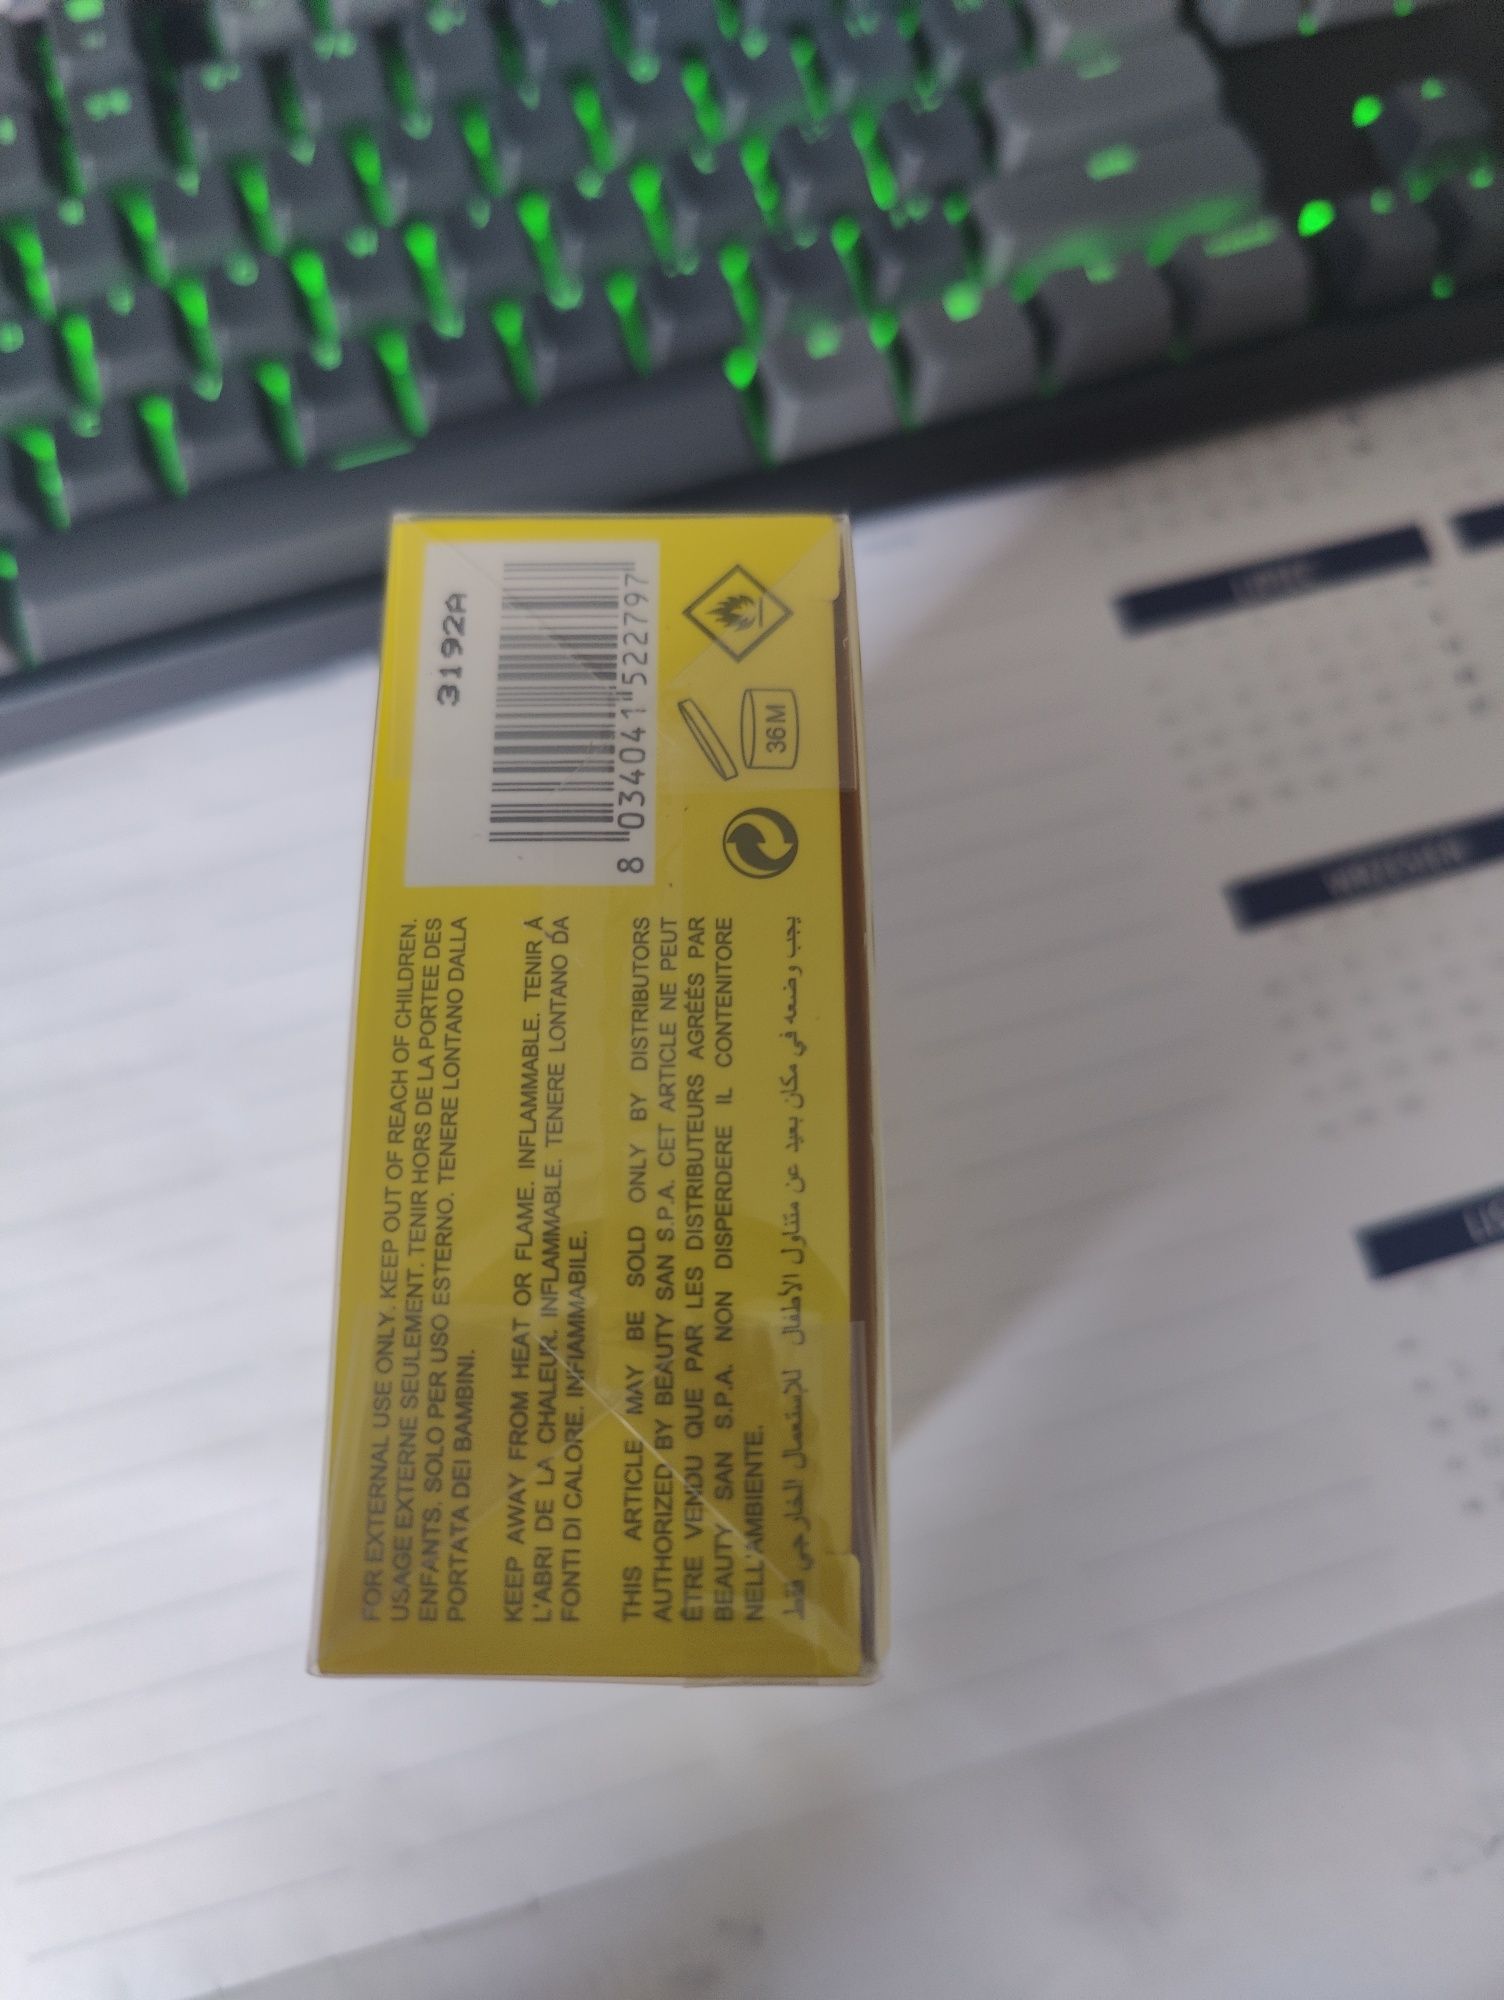 FOR EXTERNAL USE ONLY. KEEP OUT OF REACH OF CHILDREN.
USAGE EXTERNE SEULEMENT. TENIR HORS DE LA PORTEE DES
ENFANTS. SOLO PER USO ESTERNO. TENERE LONTANO DALLA
PORTATA DEI BAMBINI.
KEEP AWAY FROM HEAT OR FLAME. INFLAMMABLE. TENIR À
L'ABRI DE LA CHALEUR. INFLAMMABLE. TENERE LONTANO DA
FONTI DI CALORE. INFIAMMABILE.
THIS ARTICLE MAY BE SOLD ONLY BY DISTRIBUTORS
AUTHORIZED BY BEAUTY SAN S.P.A. CET ARTICLE NE PEUT
ÊTRE VENDU QUE PAR LES DISTRIBUTEURS AGRÉÉS PAR
BEAUTY SAN S.P.A. NON DISPERDERE IL CONTENITORE
NELL'AMBIENTE.
يجب وضعه في مكان بعيد عن متناول الأطفال للإستعمال الخارجي فقط
3192A
8 034041 522797
36M
LIPIEC
WRZESIEŃ